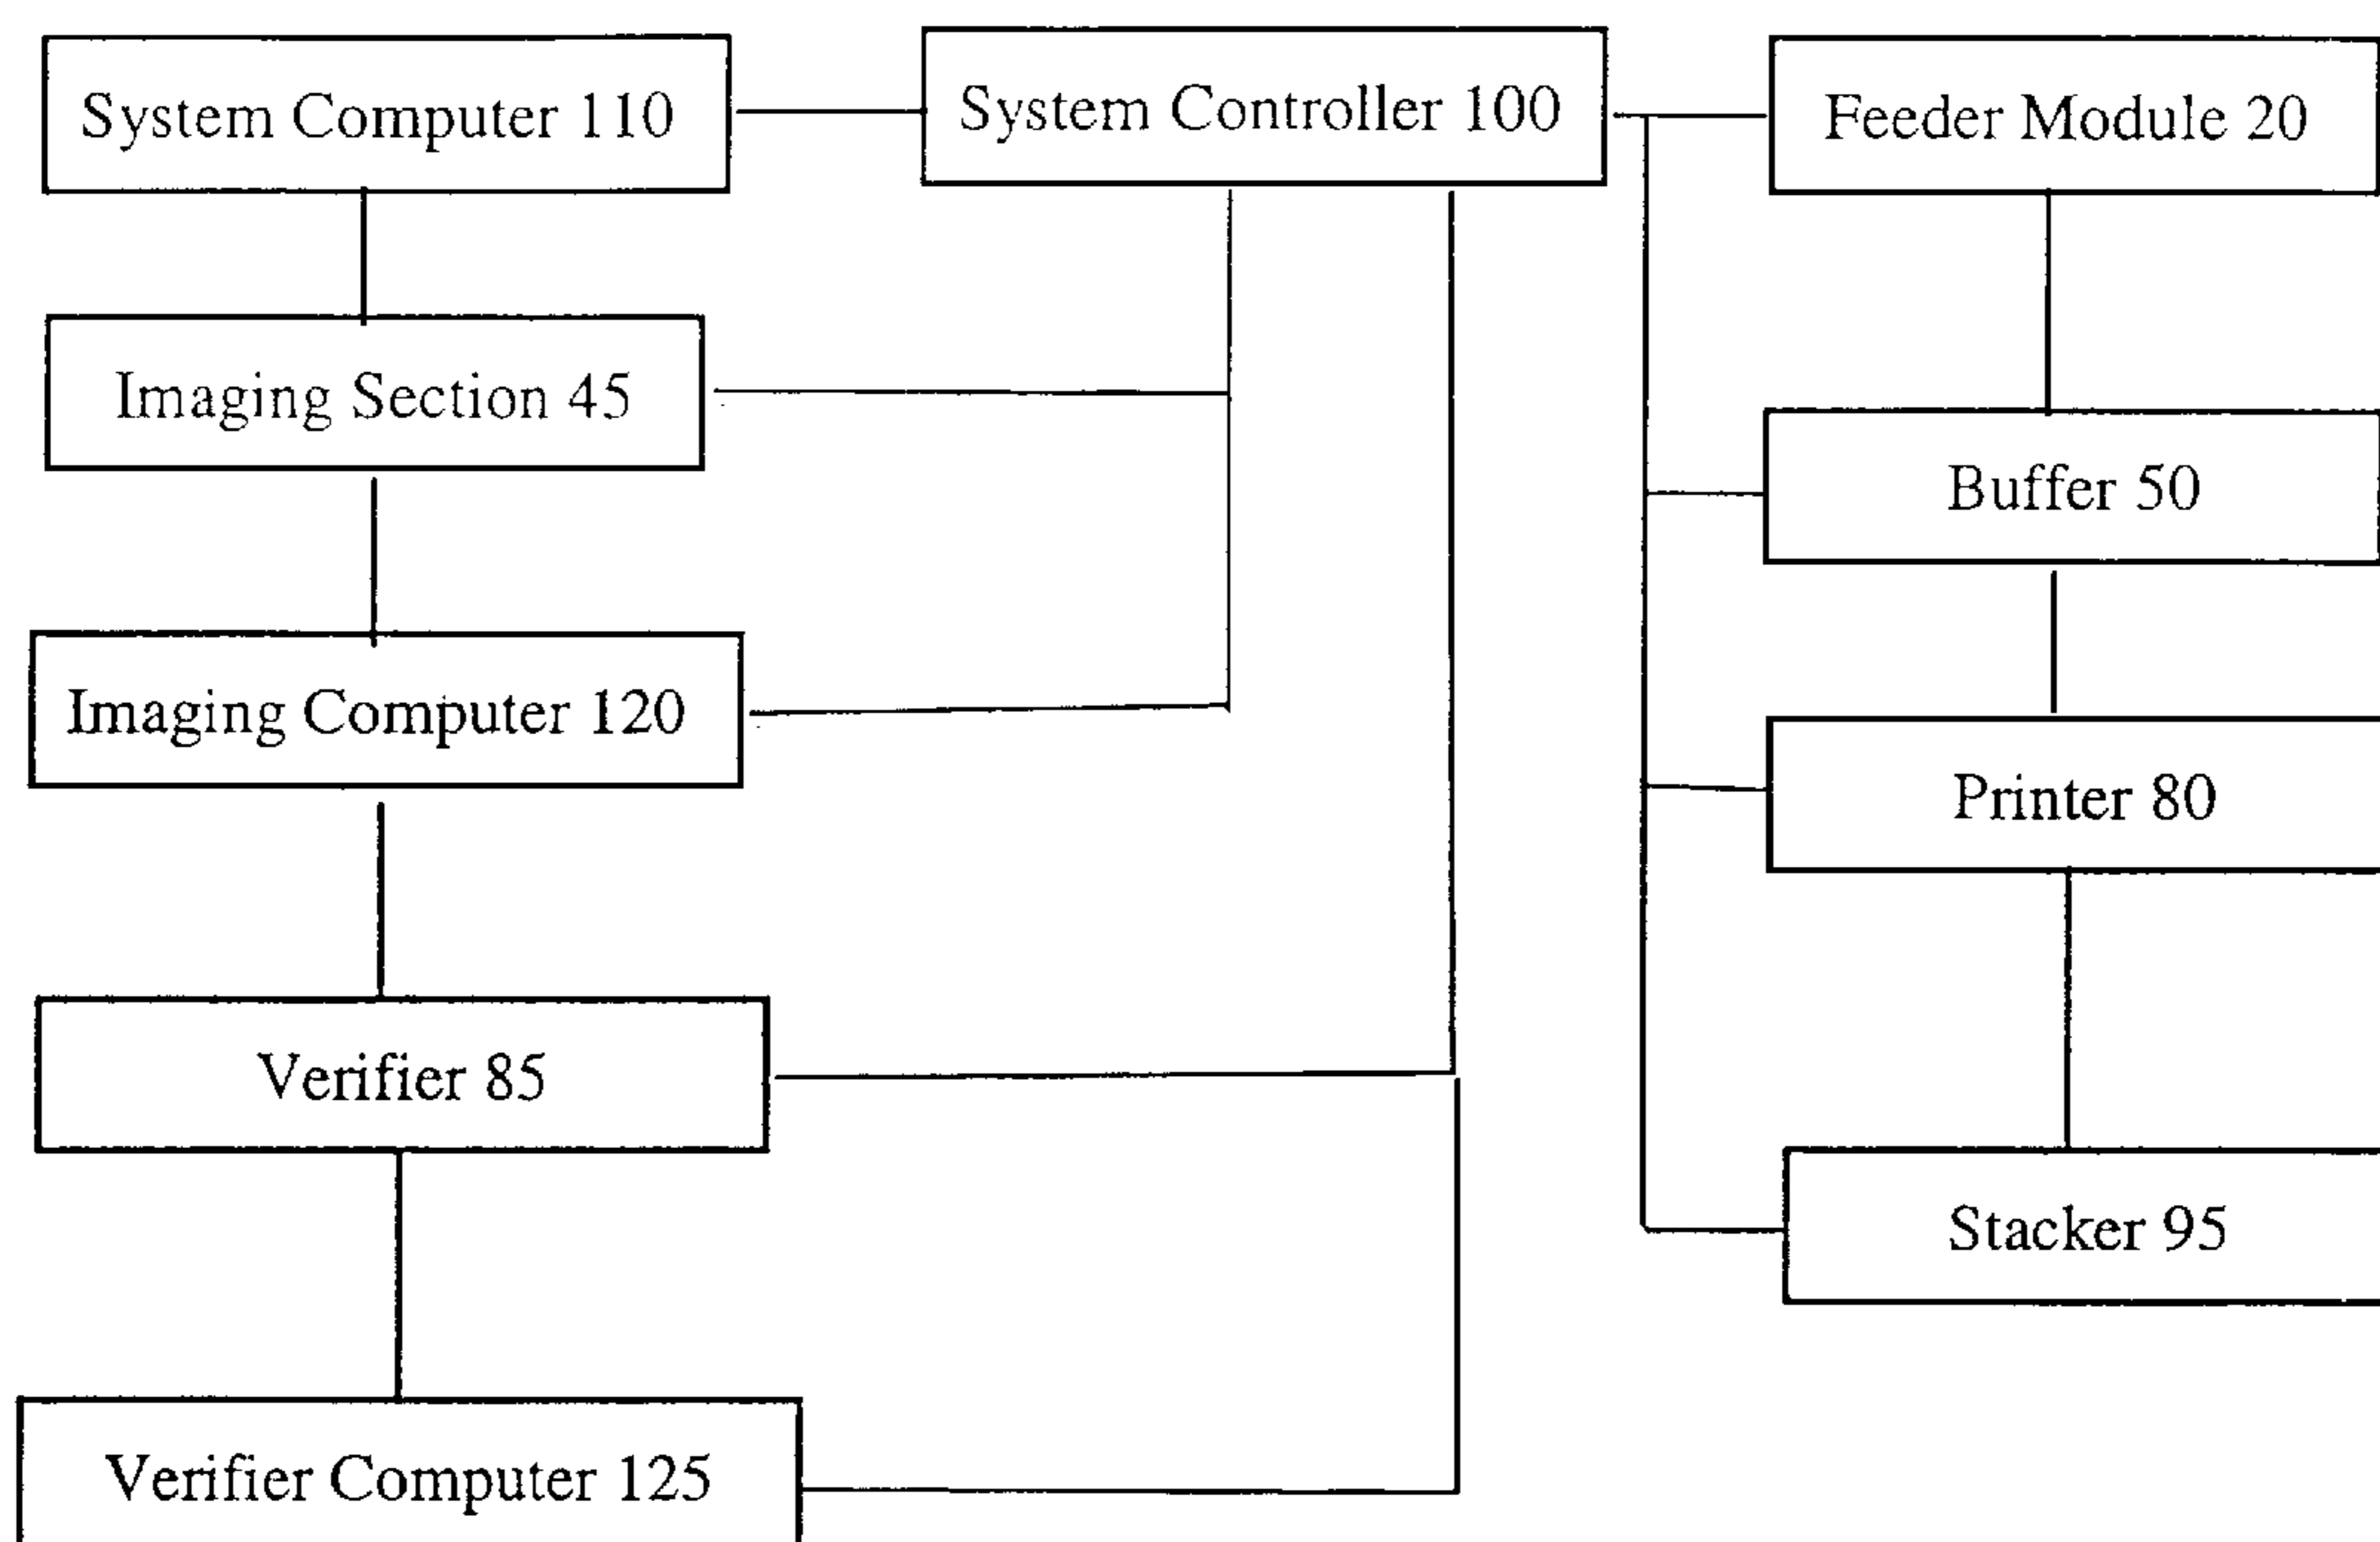 System Computer 110
System Controller 100
Feeder Module 20
Imaging Section 45
Buffer 50
Imaging Computer 120
Printer 80
Verifier 85
Stacker 95
Verifier Computer 125